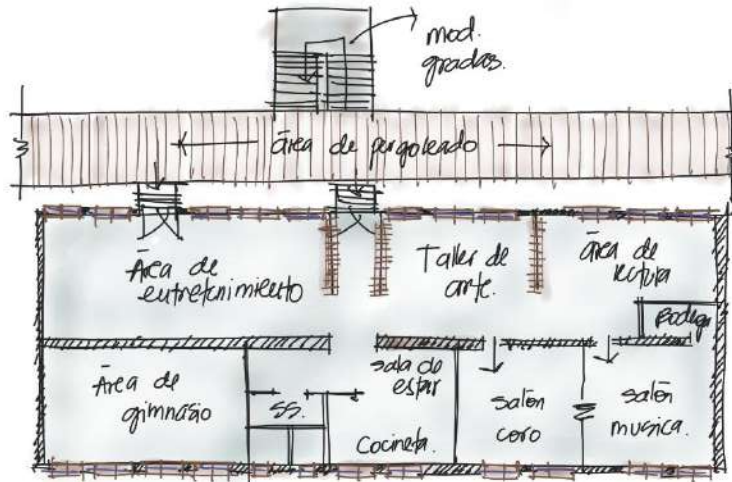 mod.
gradas.
área de pergoleado
Área de
entretenimiento
Taller de
arte.
área de
lectura
Bodega
Área de
gimnasio
SS.
sala de
estar
Cocineta.
salón
coro
salón
musica.